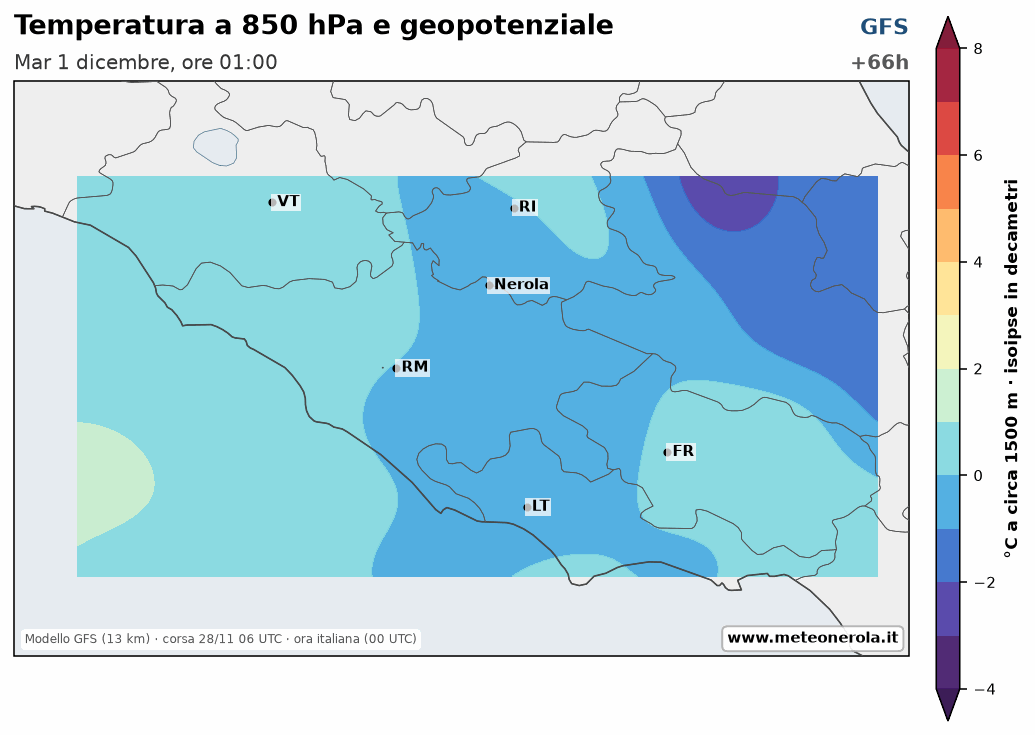 Temperatura a 850 hPa e geopotenziale
GFS
Mar 1 dicembre, ore 01:00
+66h
8
6
4
2
0
−2
−4
°C a circa 1500 m · isoipse in decametri
VT
RI
Nerola
RM
FR
LT
Modello GFS (13 km) · corsa 28/11 06 UTC · ora italiana (00 UTC)
www.meteonerola.it